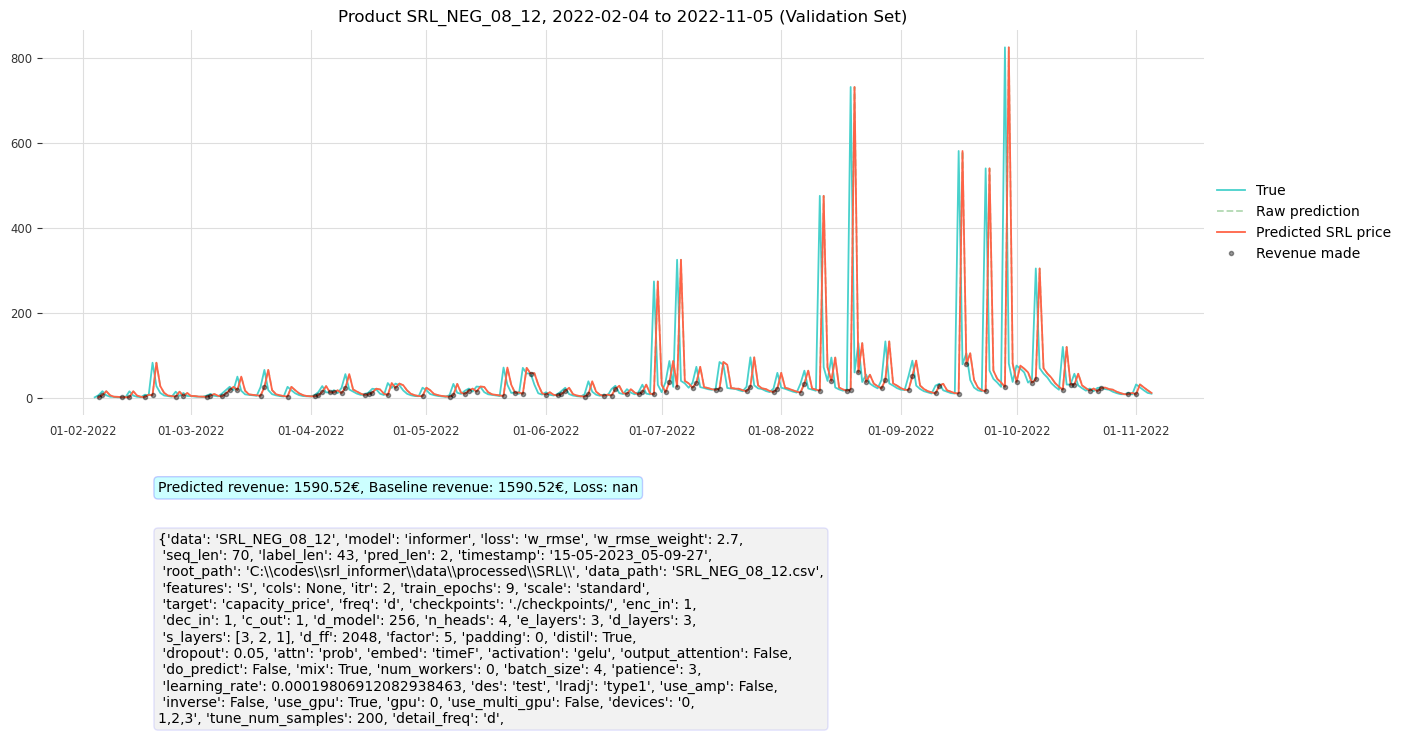 Product SRL_NEG_08_12, 2022-02-04 to 2022-11-05 (Validation Set)
800
600
400
200
0
01-02-2022 01-03-2022 01-04-2022 01-05-2022 01-06-2022 01-07-2022 01-08-2022 01-09-2022 01-10-2022 01-11-2022
True
Raw prediction
Predicted SRL price
Revenue made
Predicted revenue: 1590.52€, Baseline revenue: 1590.52€, Loss: nan
{'data': 'SRL_NEG_08_12', 'model': 'informer', 'loss': 'w_rmse', 'w_rmse_weight': 2.7,
'seq_len': 70, 'label_len': 43, 'pred_len': 2, 'timestamp': '15-05-2023_05-09-27',
'root_path': 'C:\\codes\\srl_informer\\data\\processed\\SRL\\', 'data_path': 'SRL_NEG_08_12.csv',
'features': 'S', 'cols': None, 'itr': 2, 'train_epochs': 9, 'scale': 'standard',
'target': 'capacity_price', 'freq': 'd', 'checkpoints': './checkpoints/', 'enc_in': 1,
'dec_in': 1, 'c_out': 1, 'd_model': 256, 'n_heads': 4, 'e_layers': 3, 'd_layers': 3,
's_layers': [3, 2, 1], 'd_ff': 2048, 'factor': 5, 'padding': 0, 'distil': True,
'dropout': 0.05, 'attn': 'prob', 'embed': 'timeF', 'activation': 'gelu', 'output_attention': False,
'do_predict': False, 'mix': True, 'num_workers': 0, 'batch_size': 4, 'patience': 3,
'learning_rate': 0.00019806912082938463, 'des': 'test', 'lradj': 'type1', 'use_amp': False,
'inverse': False, 'use_gpu': True, 'gpu': 0, 'use_multi_gpu': False, 'devices': '0,
1,2,3', 'tune_num_samples': 200, 'detail_freq': 'd',